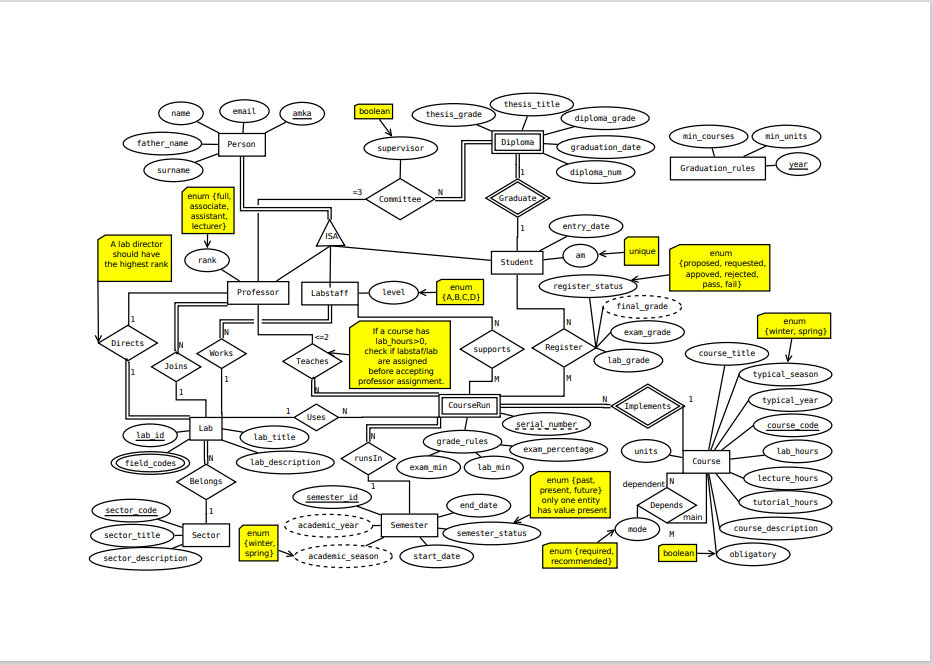 name
email
amka
father_name
Person
surname
boolean
supervisor
thesis_grade
thesis_title
diploma_grade
Diploma
graduation_date
diploma_num
min_courses
min_units
Graduation_rules
year
enum {full,
associate,
assistant,
lecturer}
=3
Committee
N
1
Graduate
1
ISA
A lab director
should have
the highest rank
rank
entry_date
Student
am
unique
register_status
enum
{proposed, requested,
appoved, rejected,
pass, fail}
Professor
Labstaff
level
enum
{A,B,C,D}
final_grade
exam_grade
lab_grade
1
Directs
1
N
Joins
1
N
Works
1
<=2
Teaches
N
If a course has
lab_hours>0,
check if labstaf/lab
are assigned
before accepting
professor assignment.
N
supports
M
N
Register
M
enum
{winter, spring}
course_title
typical_season
typical_year
course_code
lab_hours
lecture_hours
tutorial_hours
course_description
obligatory
CourseRun
N
Implements
1
1
Uses
N
serial_number
lab_id
Lab
lab_title
field_codes
lab_description
N
runsIn
1
grade_rules
exam_percentage
exam_min
lab_min
units
Course
N
Belongs
1
dependent
N
Depends
main
M
mode
enum {required,
recommended}
boolean
sector_code
sector_title
Sector
sector_description
enum
{winter,
spring}
semester_id
academic_year
academic_season
Semester
end_date
semester_status
start_date
enum {past,
present, future}
only one entity
has value present